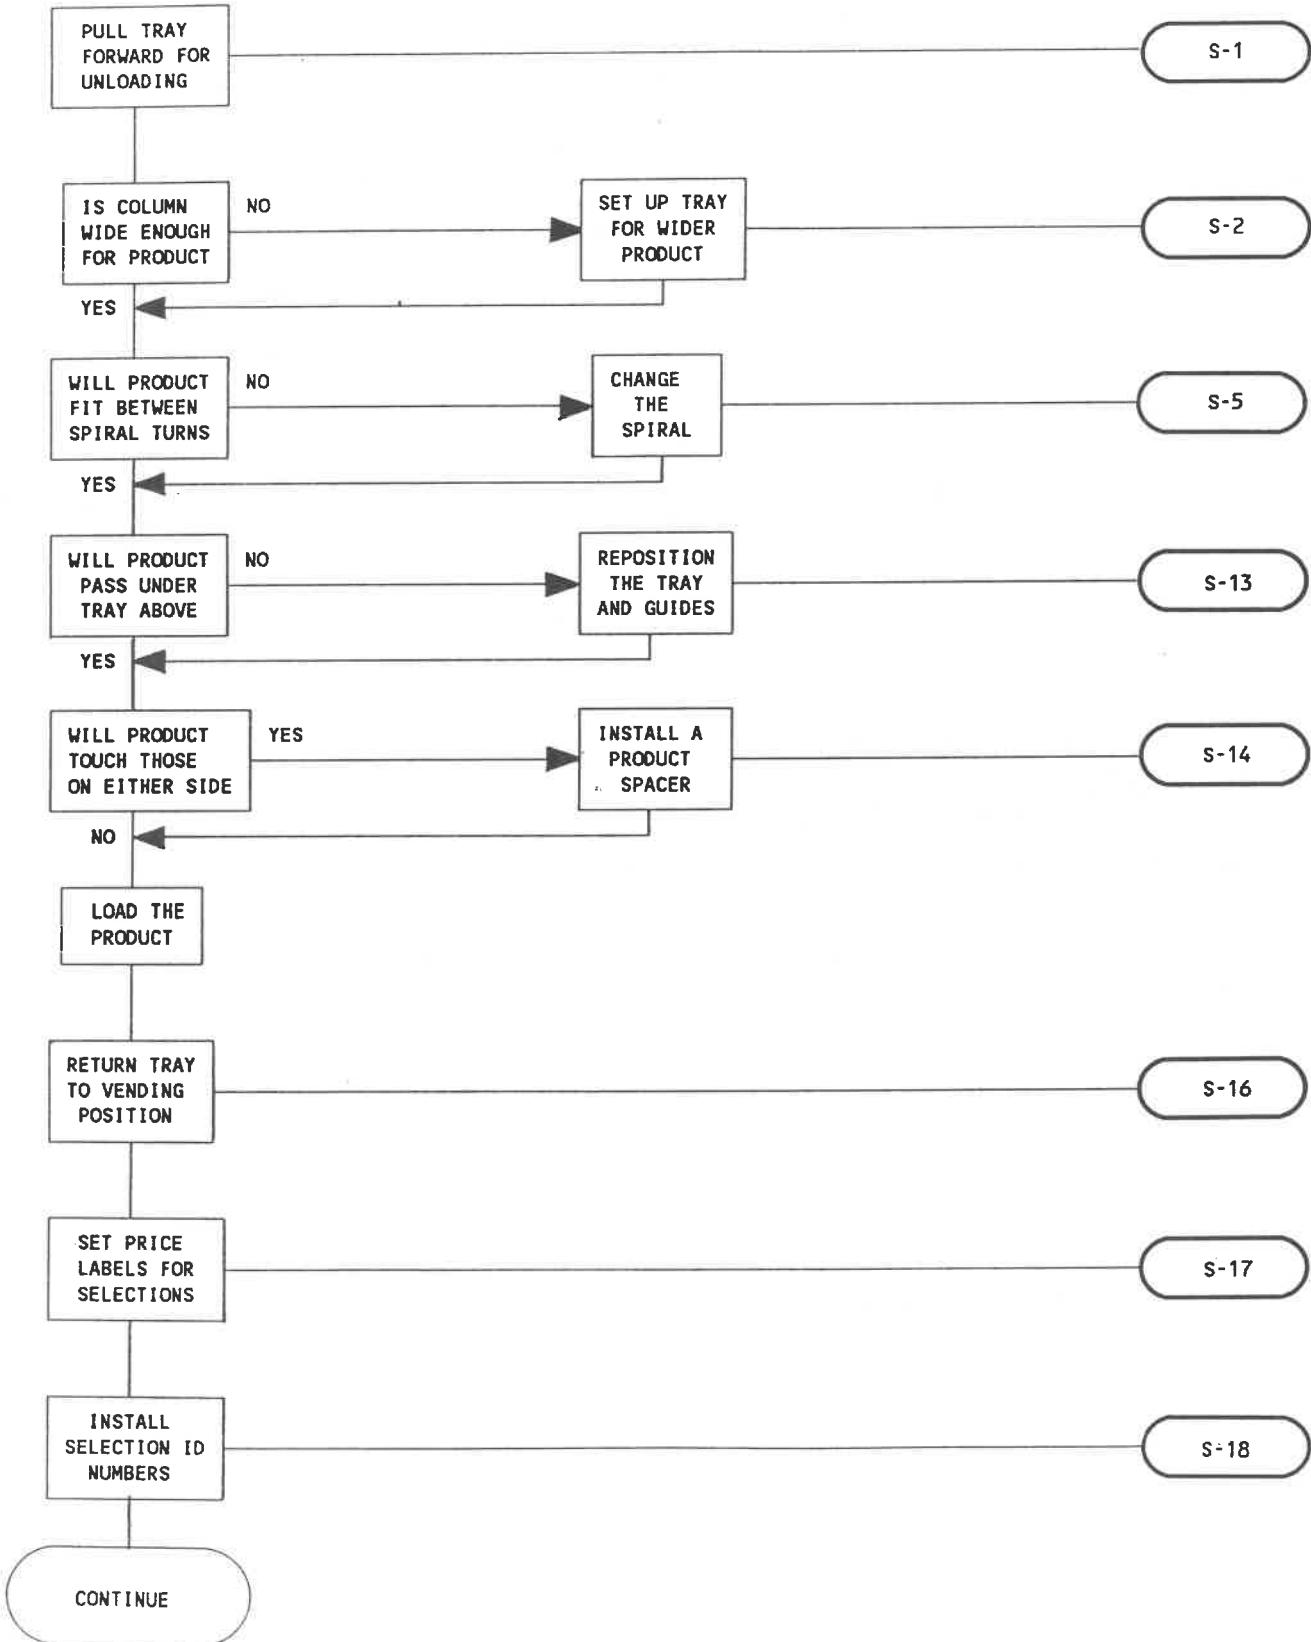 PULL TRAY
FORWARD FOR
UNLOADING
S-1
IS COLUMN
WIDE ENOUGH
FOR PRODUCT
NO
SET UP TRAY
FOR WIDER
PRODUCT
S-2
YES
WILL PRODUCT
FIT BETWEEN
SPIRAL TURNS
NO
CHANGE
THE
SPIRAL
S-5
YES
WILL PRODUCT
PASS UNDER
TRAY ABOVE
NO
REPOSITION
THE TRAY
AND GUIDES
S-13
YES
WILL PRODUCT
TOUCH THOSE
ON EITHER SIDE
YES
INSTALL A
PRODUCT
SPACER
S-14
NO
LOAD THE
PRODUCT
RETURN TRAY
TO VENDING
POSITION
S-16
SET PRICE
LABELS FOR
SELECTIONS
S-17
INSTALL
SELECTION ID
NUMBERS
S-18
CONTINUE